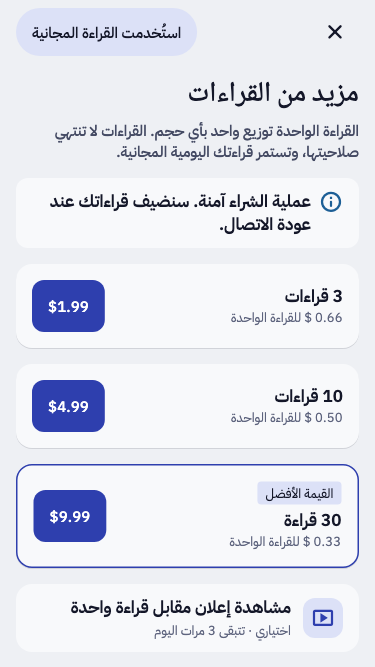 استُخدمت القراءة المجانية
مزيد من القراءات
القراءة الواحدة توزيع واحد بأي حجم. القراءات لا تنتهي
صلاحيتها، وتستمر قراءتك اليومية المجانية.
عملية الشراء آمنة. سنضيف قراءاتك عند
عودة الاتصال.
3 قراءات
0.66 $ للقراءة الواحدة
$1.99
10 قراءات
0.50 $ للقراءة الواحدة
$4.99
القيمة الأفضل
30 قراءة
0.33 $ للقراءة الواحدة
$9.99
مشاهدة إعلان مقابل قراءة واحدة
اختياري · تتبقى 3 مرات اليوم